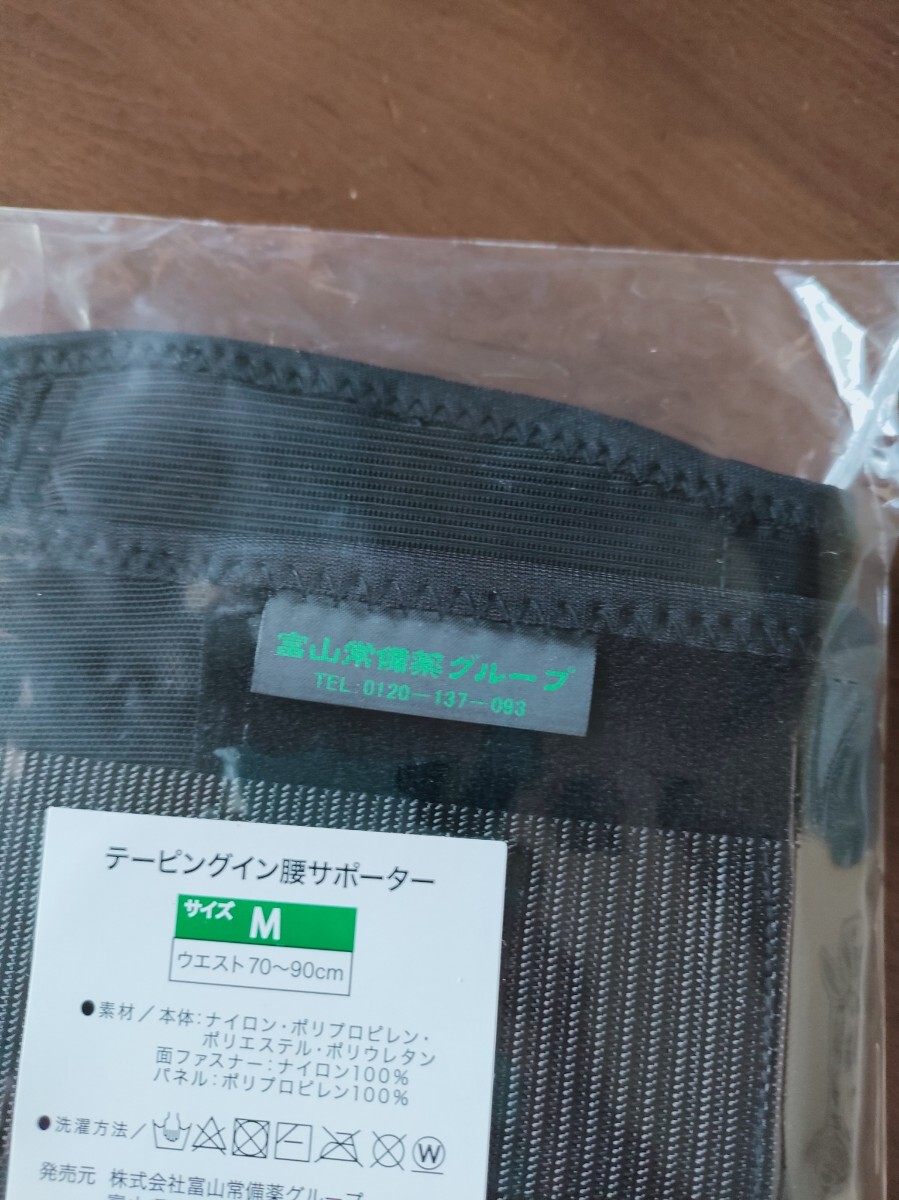 富山常備薬グループ
TEL:0120-137-093
テーピングイン腰サポーター
サイズ M
ウエスト70〜90cm
●素材/本体:ナイロン・ポリプロピレン・
ポリエステル・ポリウレタン
面ファスナー:ナイロン100%
パネル:ポリプロピレン100%
●洗濯方法/
W
発売元 株式会社富山常備薬グループ